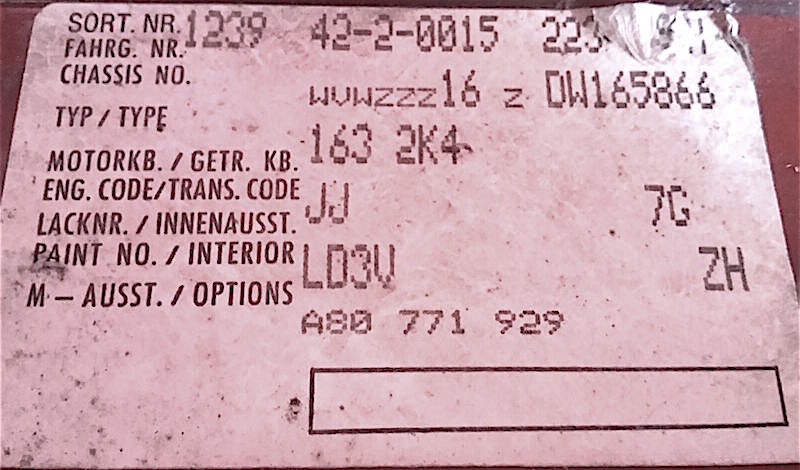 SORT. NR. 1239 42-2-0015 223
FAHRG. NR.
CHASSIS NO. WVWZZZ16 Z DW165866
TYP / TYPE 163 2K4
MOTORKB. / GETR. KB.
ENG. CODE/TRANS. CODE JJ 7G
LACKNR. / INNENAUSST.
PAINT NO. / INTERIOR LD3V ZH
M – AUSST. / OPTIONS
A80 771 929